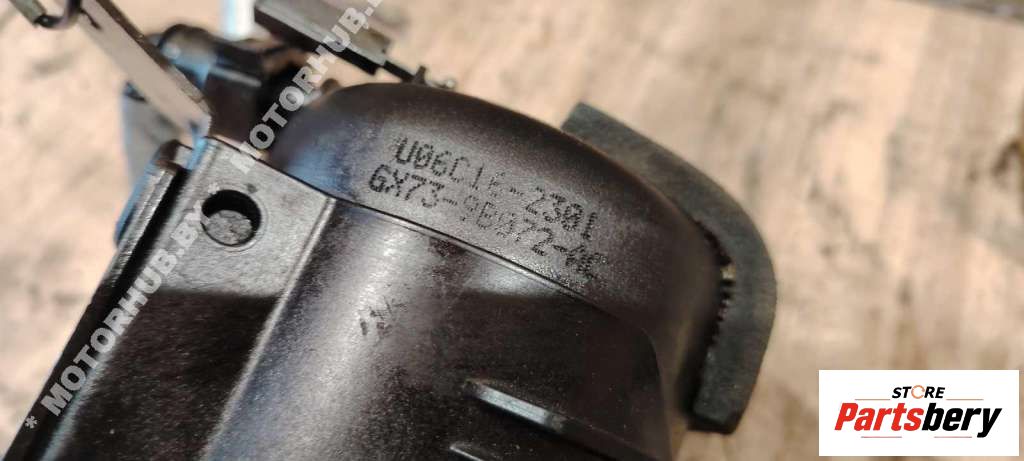 MOTORHUB.BY
U06C16-2301
GX73-9D972-AC
* MOTORHUB.BY
STORE
Partsbery